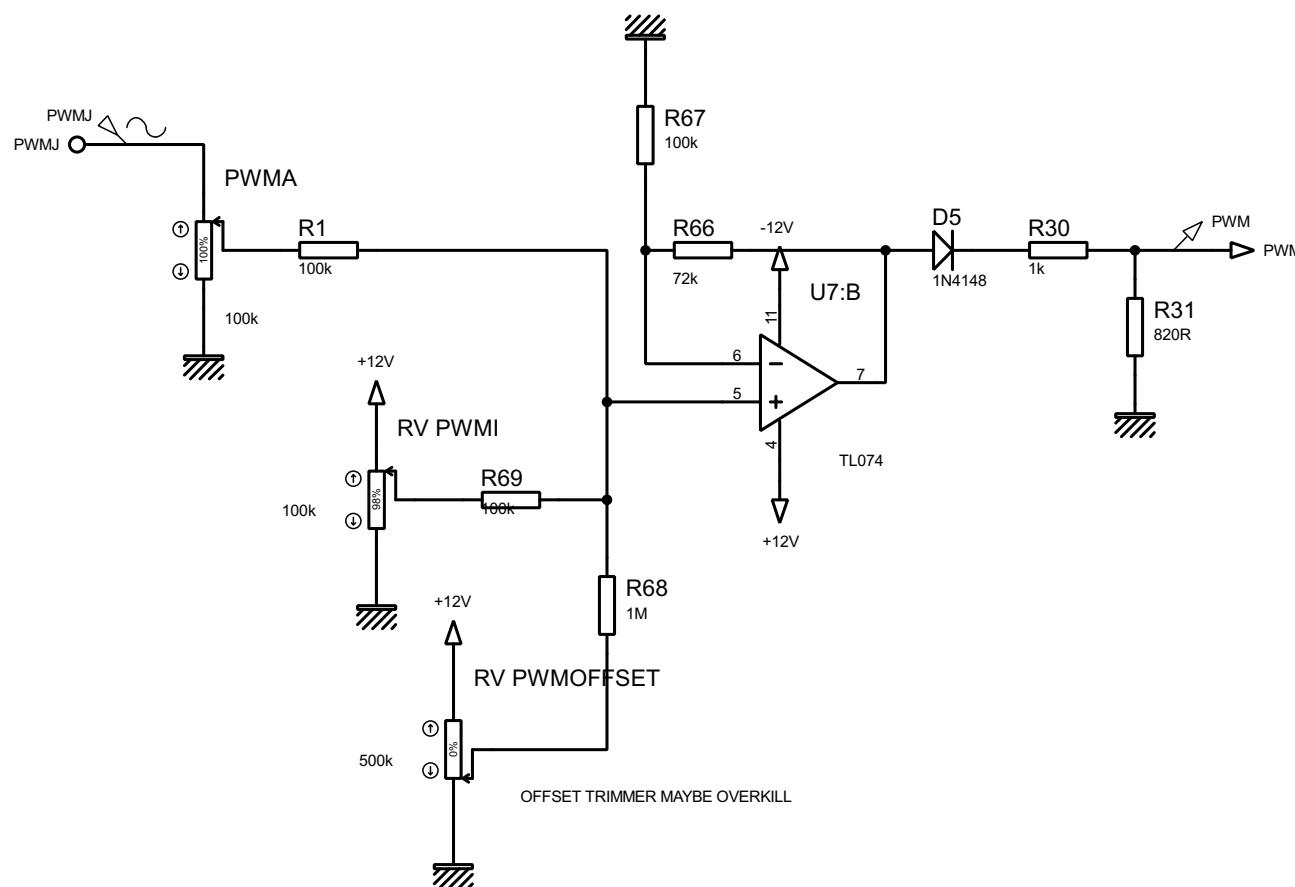 PWMJ
PWMJ
PWMA
100%
100k
R1
100k
R67
100k
R66
72k
-12V
U7:B
11
6
5
7
4
TL074
+12V
D5
1N4148
R30
1k
PWM
PWM
R31
820R
+12V
RV PWMI
98%
100k
R69
100k
R68
1M
+12V
RV PWMOFFSET
0%
500k
OFFSET TRIMMER MAYBE OVERKILL